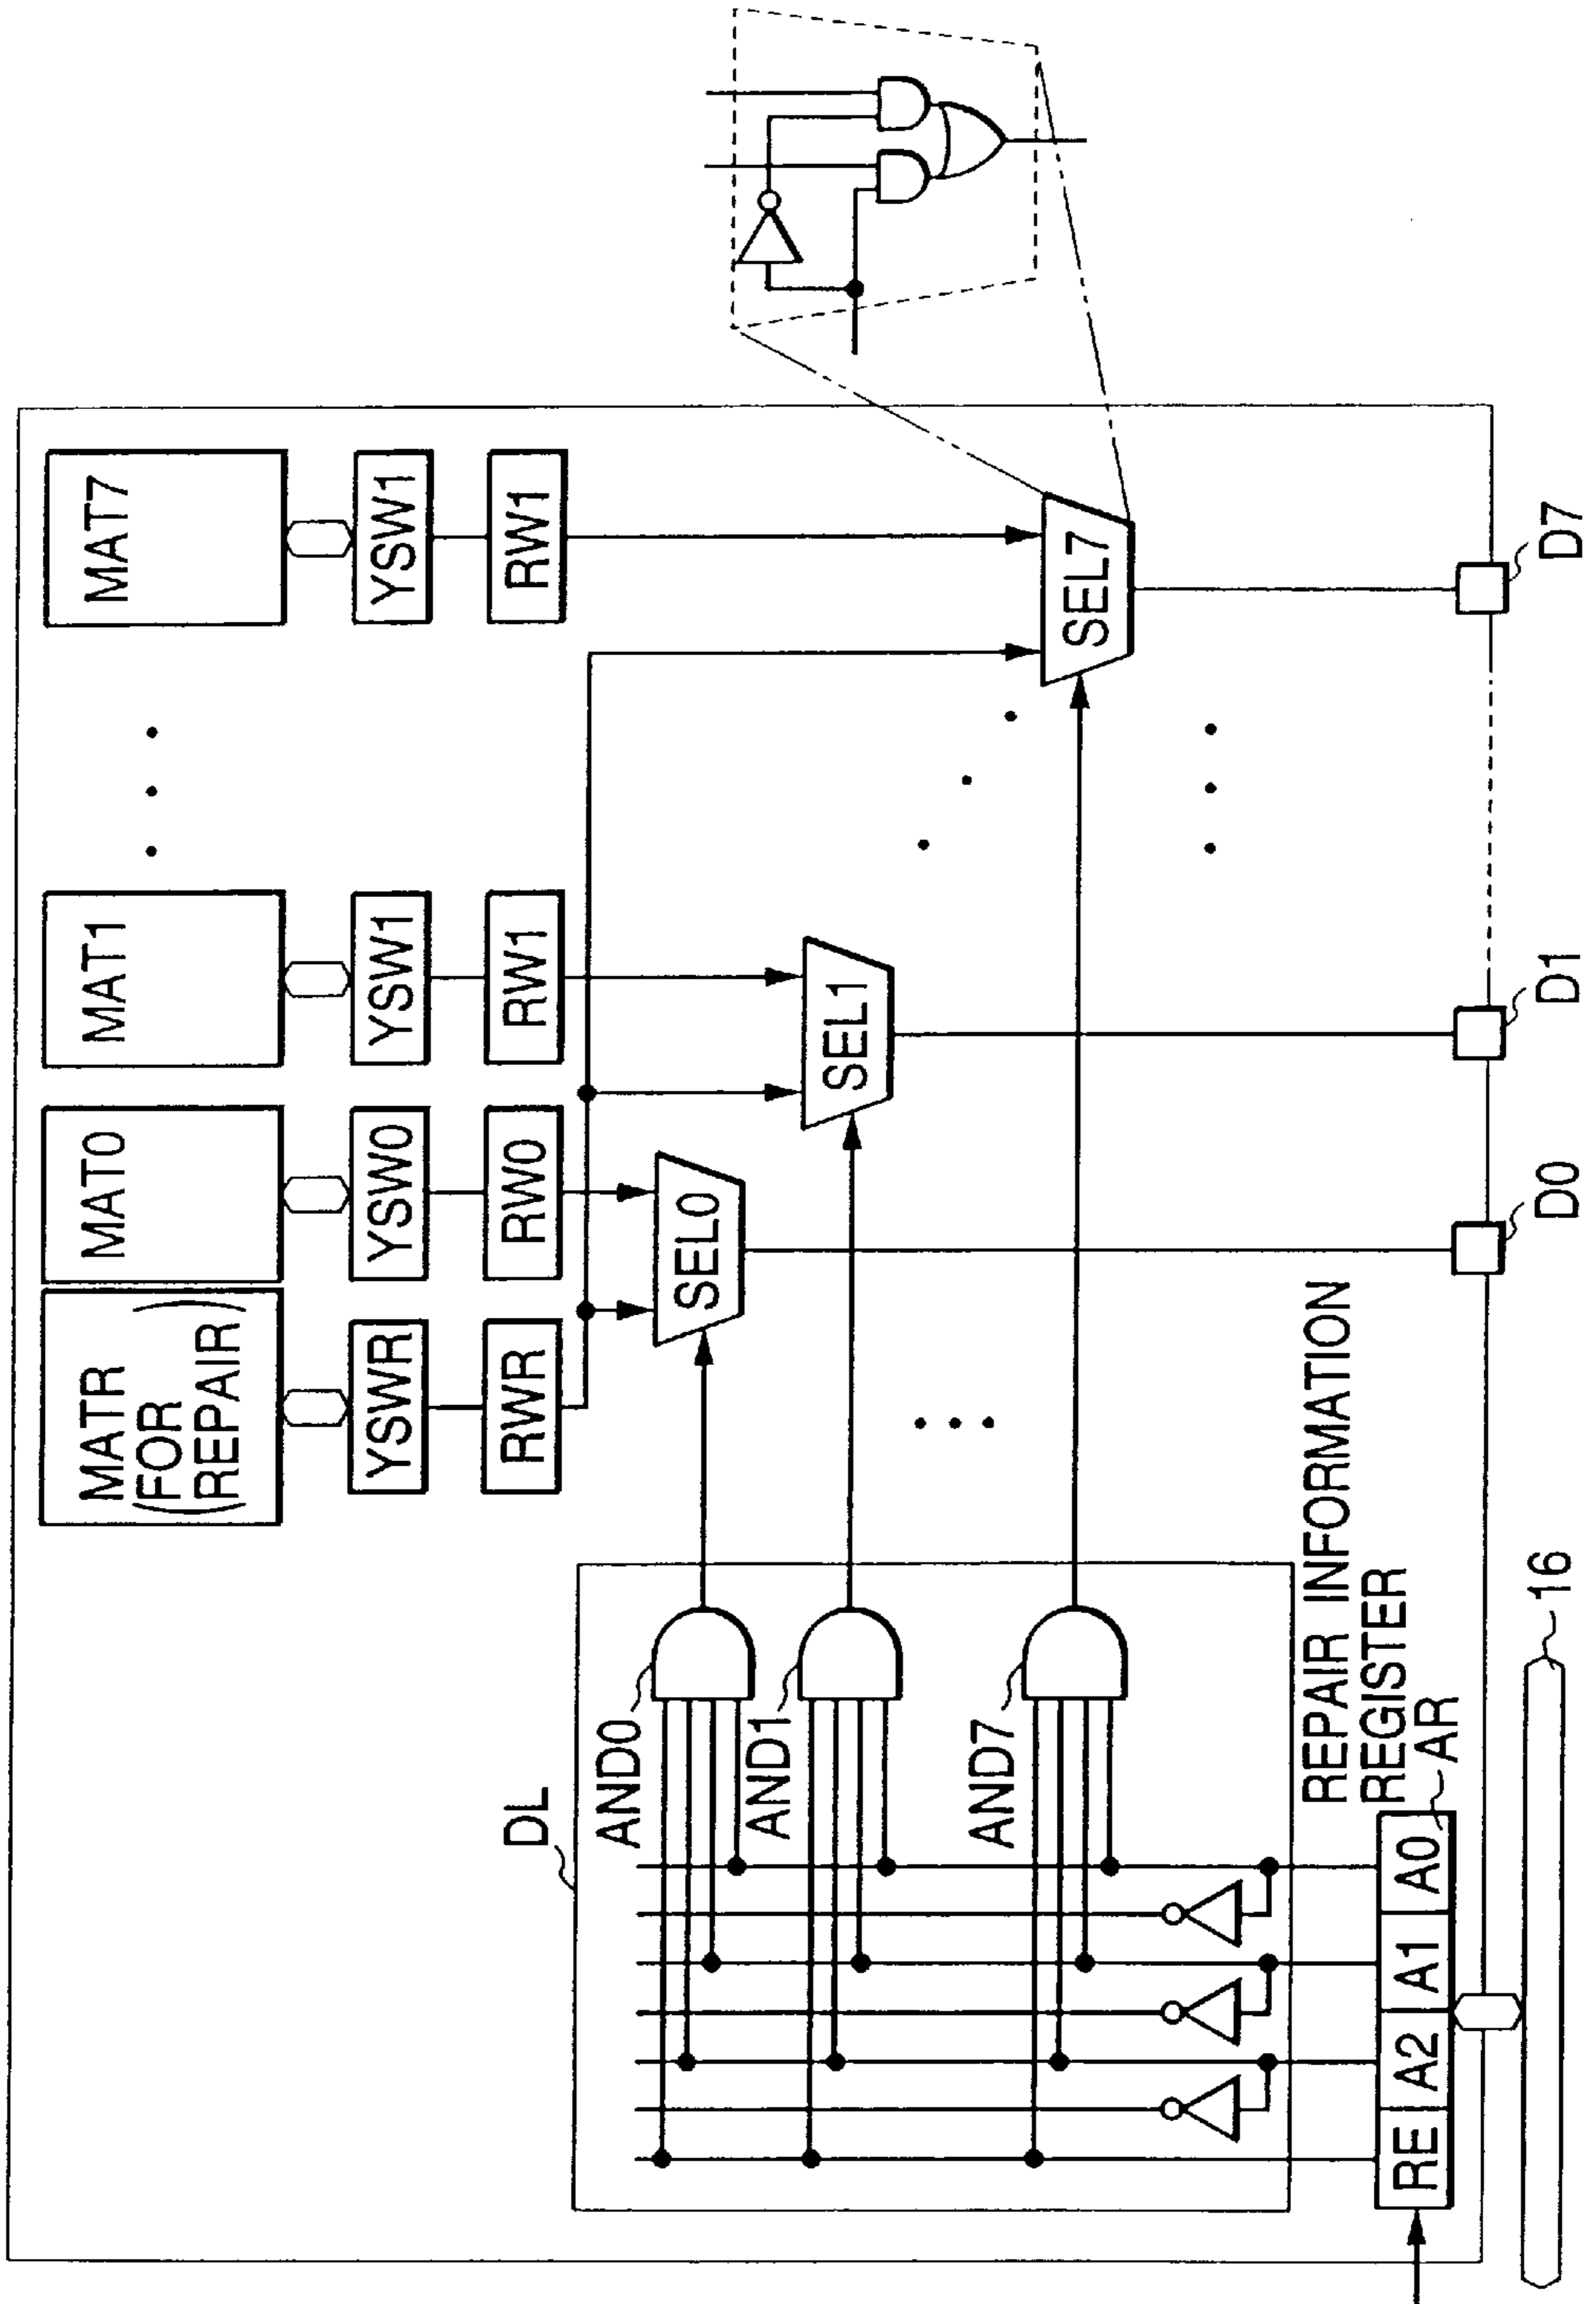 MATR
(FOR
REPAIR)
MAT0
MAT1
MAT7
YSWR
YSW0
YSW1
YSW1
RWR
RW0
RW1
RW1
SEL0
SEL1
SEL7
DL
AND0
AND1
AND7
REPAIR INFORMATION
REGISTER
AR
RE A2 A1 A0
D0
D1
D7
16